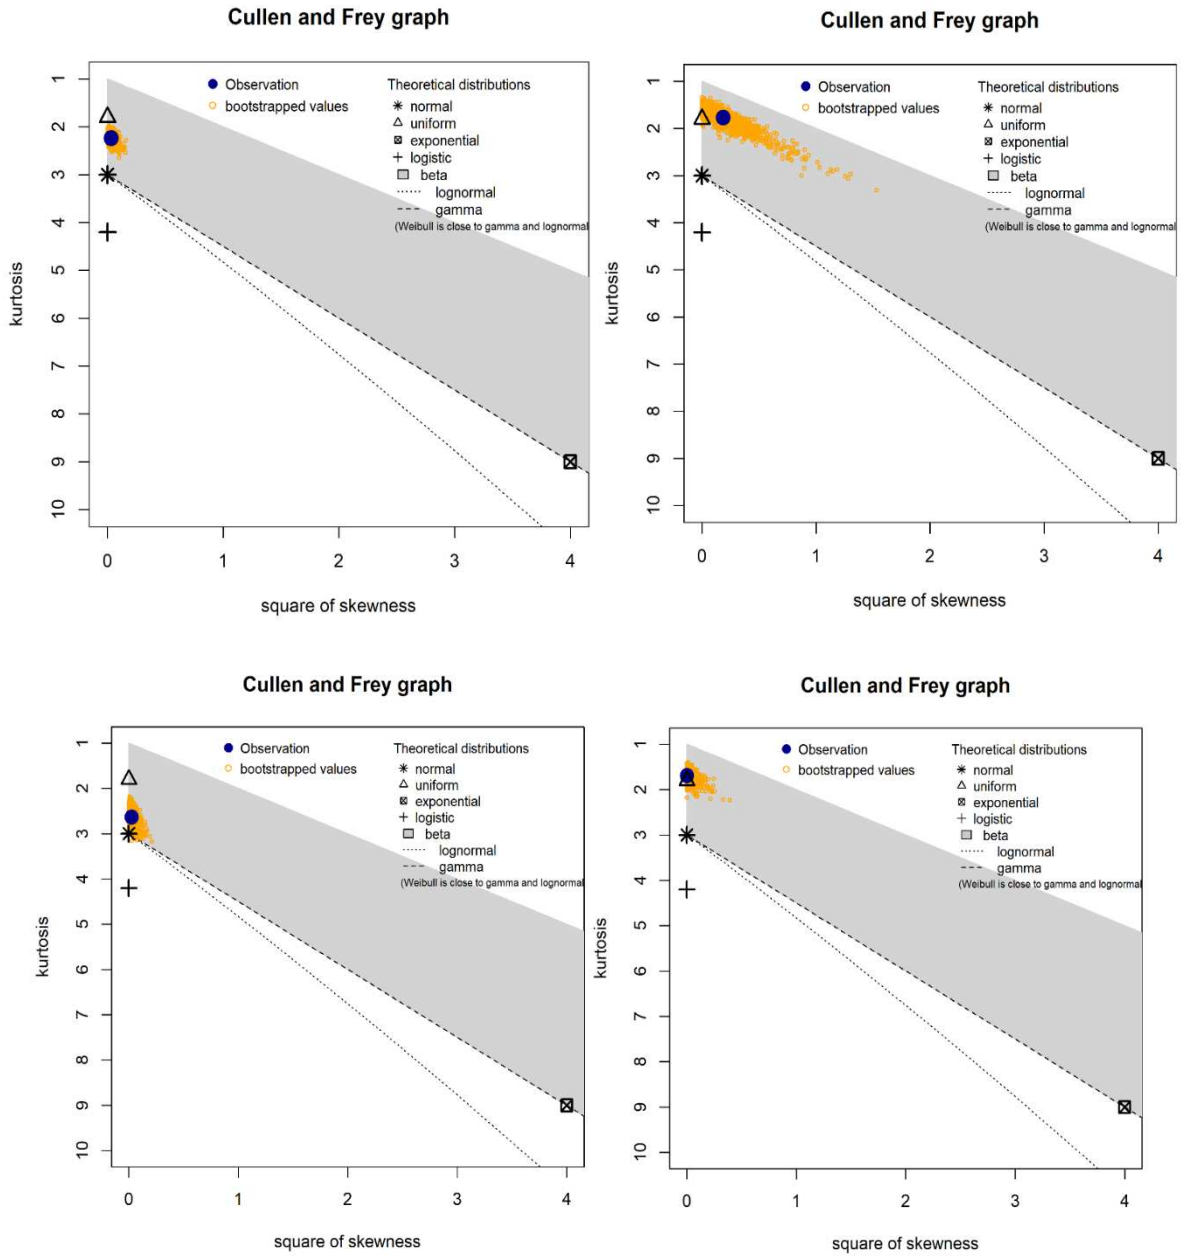 Cullen and Frey graph
Observation
bootstrapped values
Theoretical distributions
normal
uniform
exponential
logistic
beta
lognormal
gamma
(Weibull is close to gamma and lognormal
kurtosis
1
2
3
4
5
6
7
8
9
10
0 1 2 3 4
square of skewness
Cullen and Frey graph
Observation
bootstrapped values
Theoretical distributions
normal
uniform
exponential
logistic
beta
lognormal
gamma
(Weibull is close to gamma and lognormal
kurtosis
1
2
3
4
5
6
7
8
9
10
0 1 2 3 4
square of skewness
Cullen and Frey graph
Observation
bootstrapped values
Theoretical distributions
normal
uniform
exponential
logistic
beta
lognormal
gamma
(Weibull is close to gamma and lognormal
kurtosis
1
2
3
4
5
6
7
8
9
10
0 1 2 3 4
square of skewness
Cullen and Frey graph
Observation
bootstrapped values
Theoretical distributions
normal
uniform
exponential
logistic
beta
lognormal
gamma
(Weibull is close to gamma and lognormal
kurtosis
1
2
3
4
5
6
7
8
9
10
0 1 2 3 4
square of skewness